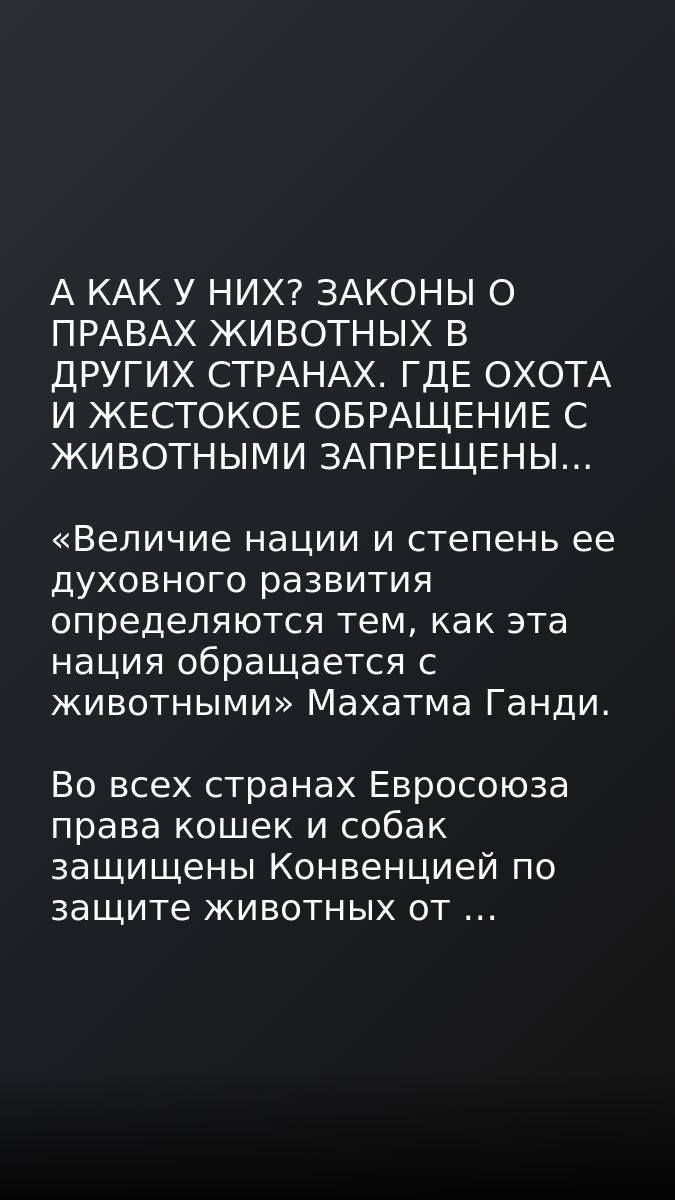 А КАК У НИХ? ЗАКОНЫ О
ПРАВАХ ЖИВОТНЫХ В
ДРУГИХ СТРАНАХ. ГДЕ ОХОТА
И ЖЕСТОКОЕ ОБРАЩЕНИЕ С
ЖИВОТНЫМИ ЗАПРЕЩЕНЫ...
«Величие нации и степень ее
духовного развития
определяются тем, как эта
нация обращается с
животными» Махатма Ганди.
Во всех странах Евросоюза
права кошек и собак
защищены Конвенцией по
защите животных от ...